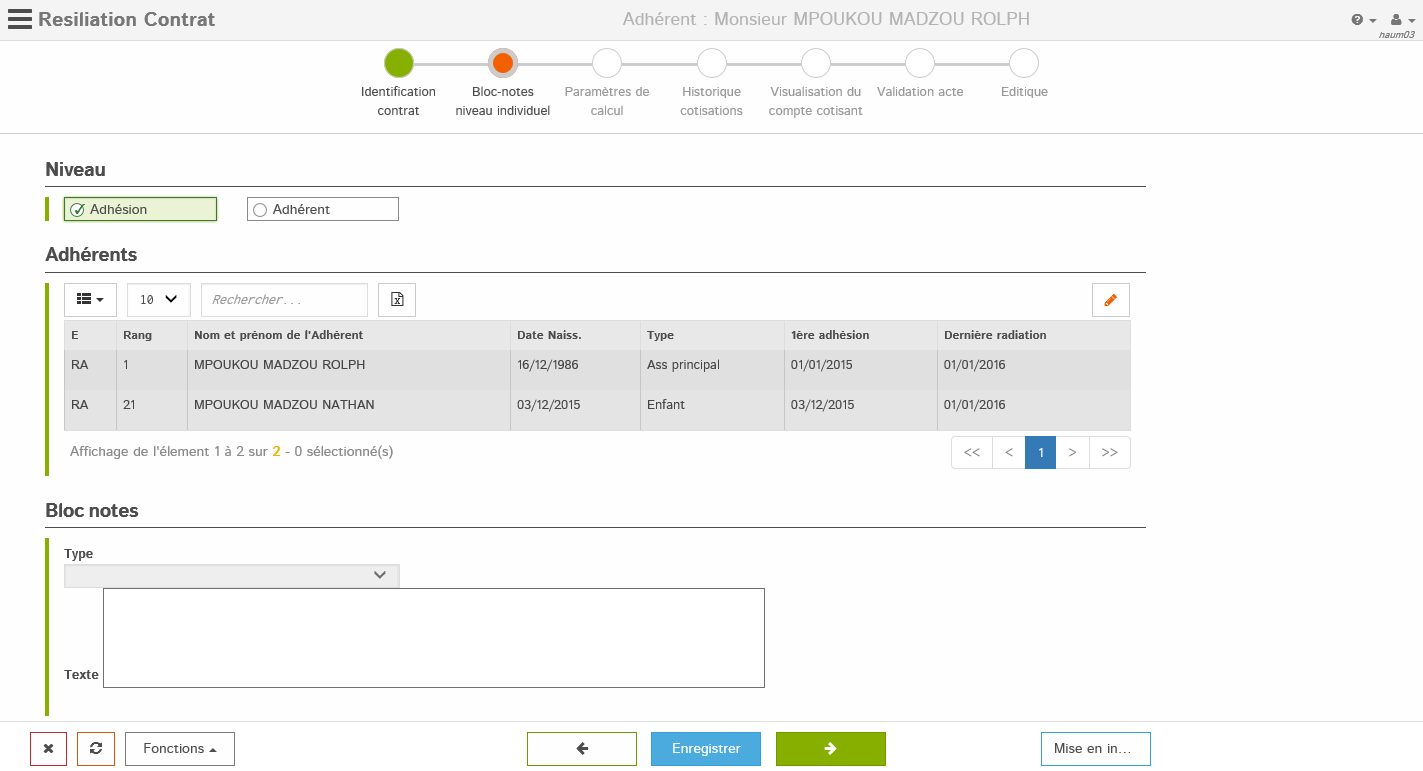 Resiliation Contrat
Adhérent : Monsieur MPOUKOU MADZOU ROLPH
haum03
Identification contrat
Bloc-notes niveau individuel
Paramètres de calcul
Historique cotisations
Visualisation du compte cotisant
Validation acte
Editique
Niveau
Adhésion
Adhérent
Adhérents
10
Rechercher...
E Rang Nom et prénom de l'Adhérent Date Naiss. Type 1ère adhésion Dernière radiation
RA 1 MPOUKOU MADZOU ROLPH 16/12/1986 Ass principal 01/01/2015 01/01/2016
RA 21 MPOUKOU MADZOU NATHAN 03/12/2015 Enfant 03/12/2015 01/01/2016
Affichage de l'élement 1 à 2 sur 2 - 0 sélectionné(s)
<< < 1 > >>
Bloc notes
Type
Texte
Fonctions
Enregistrer
Mise en in...